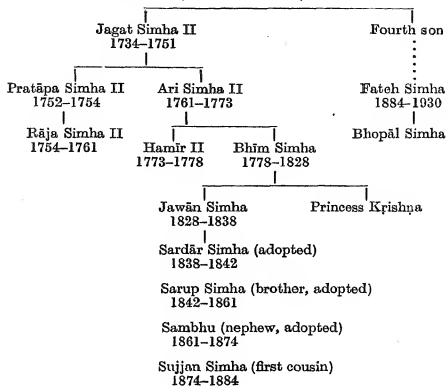 Jagat Simha II Fourth son
1734–1751
Pratāpa Simha II Ari Simha II Fateh Simha
1752–1754 1761–1773 1884–1930
Rāja Simha II Hamīr II Bhīm Simha Bhopāl Simha
1754–1761 1773–1778 1778–1828
Jawān Simha Princess Kṛishṇa
1828–1838
Sardār Simha (adopted)
1838–1842
Sarup Simha (brother, adopted)
1842–1861
Sambhu (nephew, adopted)
1861–1874
Sujjan Simha (first cousin)
1874–1884